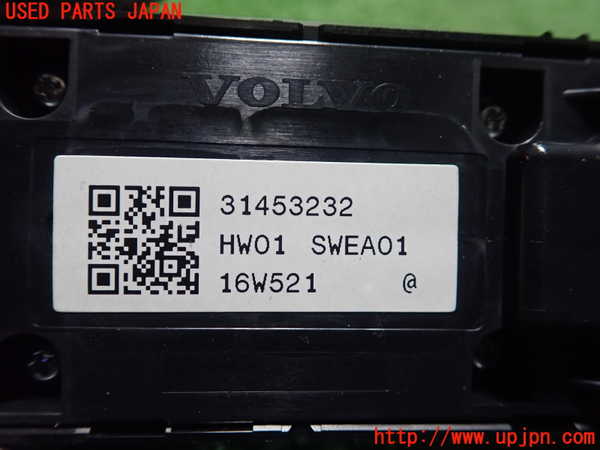 USED PARTS JAPAN
VOLVO
31453232
HW01 SWEA01
16W521 @
http://www.upjpn.com/